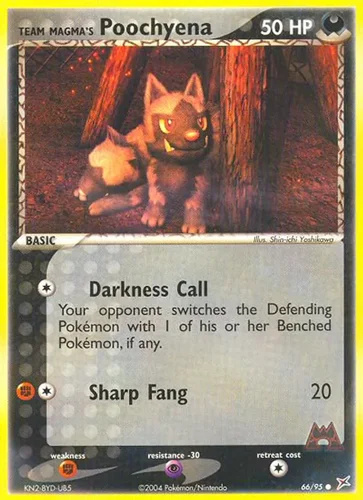 TEAM MAGMA'S Poochyena 50 HP
BASIC
Illus. Shin-ichi Yoshikawa
Darkness Call
Your opponent switches the Defending
Pokémon with 1 of his or her Benched
Pokémon, if any.
Sharp Fang 20
weakness resistance -30 retreat cost
KN2-BYD-UB5 ©2004 Pokémon/Nintendo 66/95